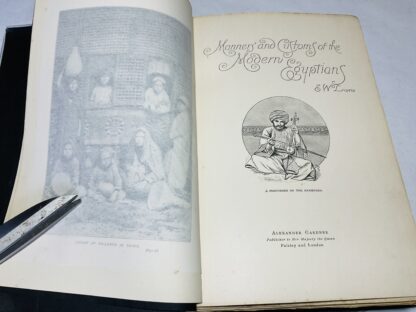 Manners and Customs of the
Modern Egyptians
E W Lane
A PERFORMER ON THE KEMENGEH.
ALEXANDER GARDNER
Publisher to Her Majesty the Queen
Paisley and London